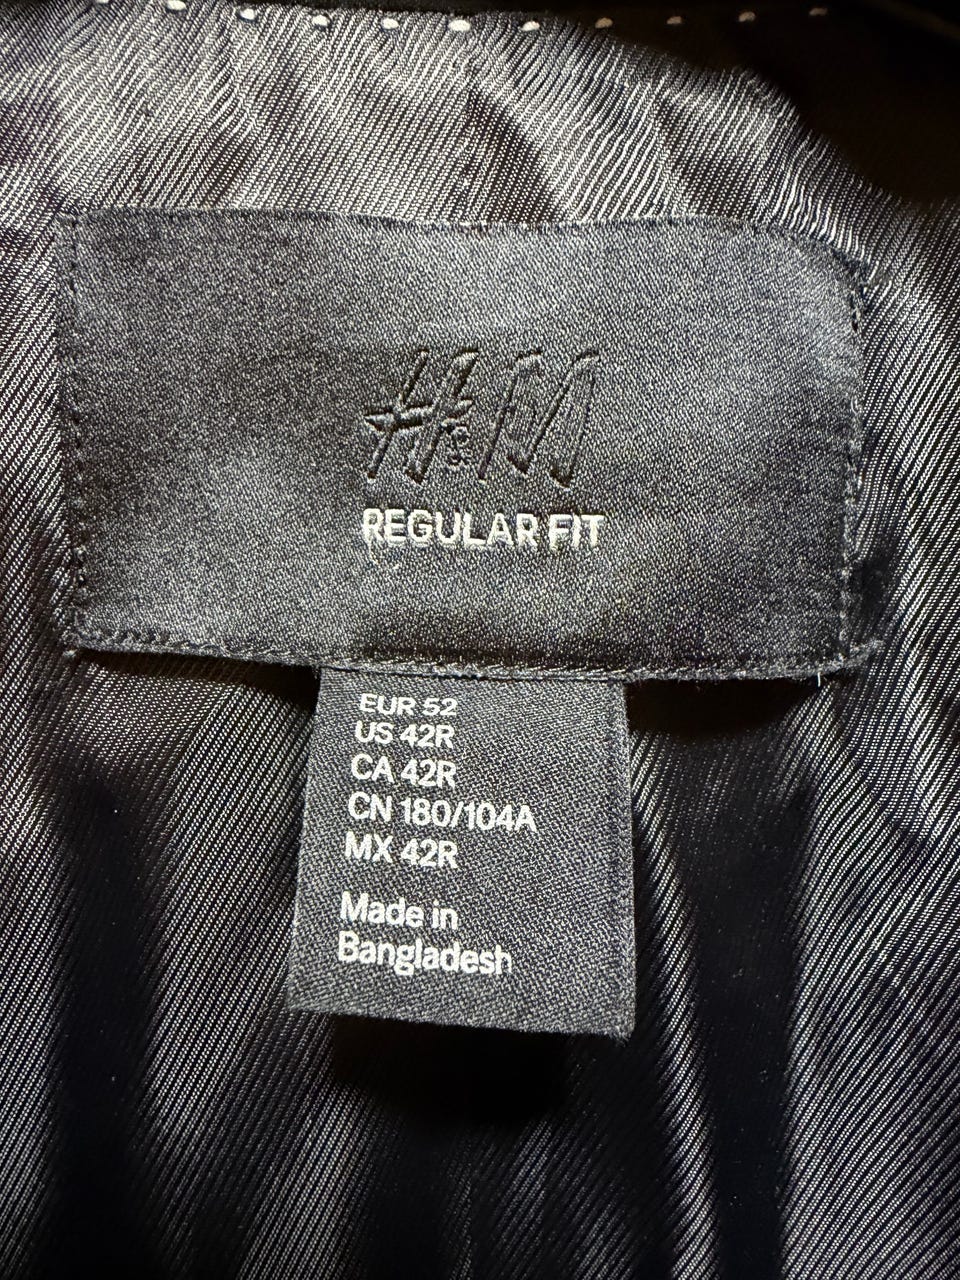 H&M
REGULAR FIT
EUR 52
US 42R
CA 42R
CN 180/104A
MX 42R
Made in
Bangladesh